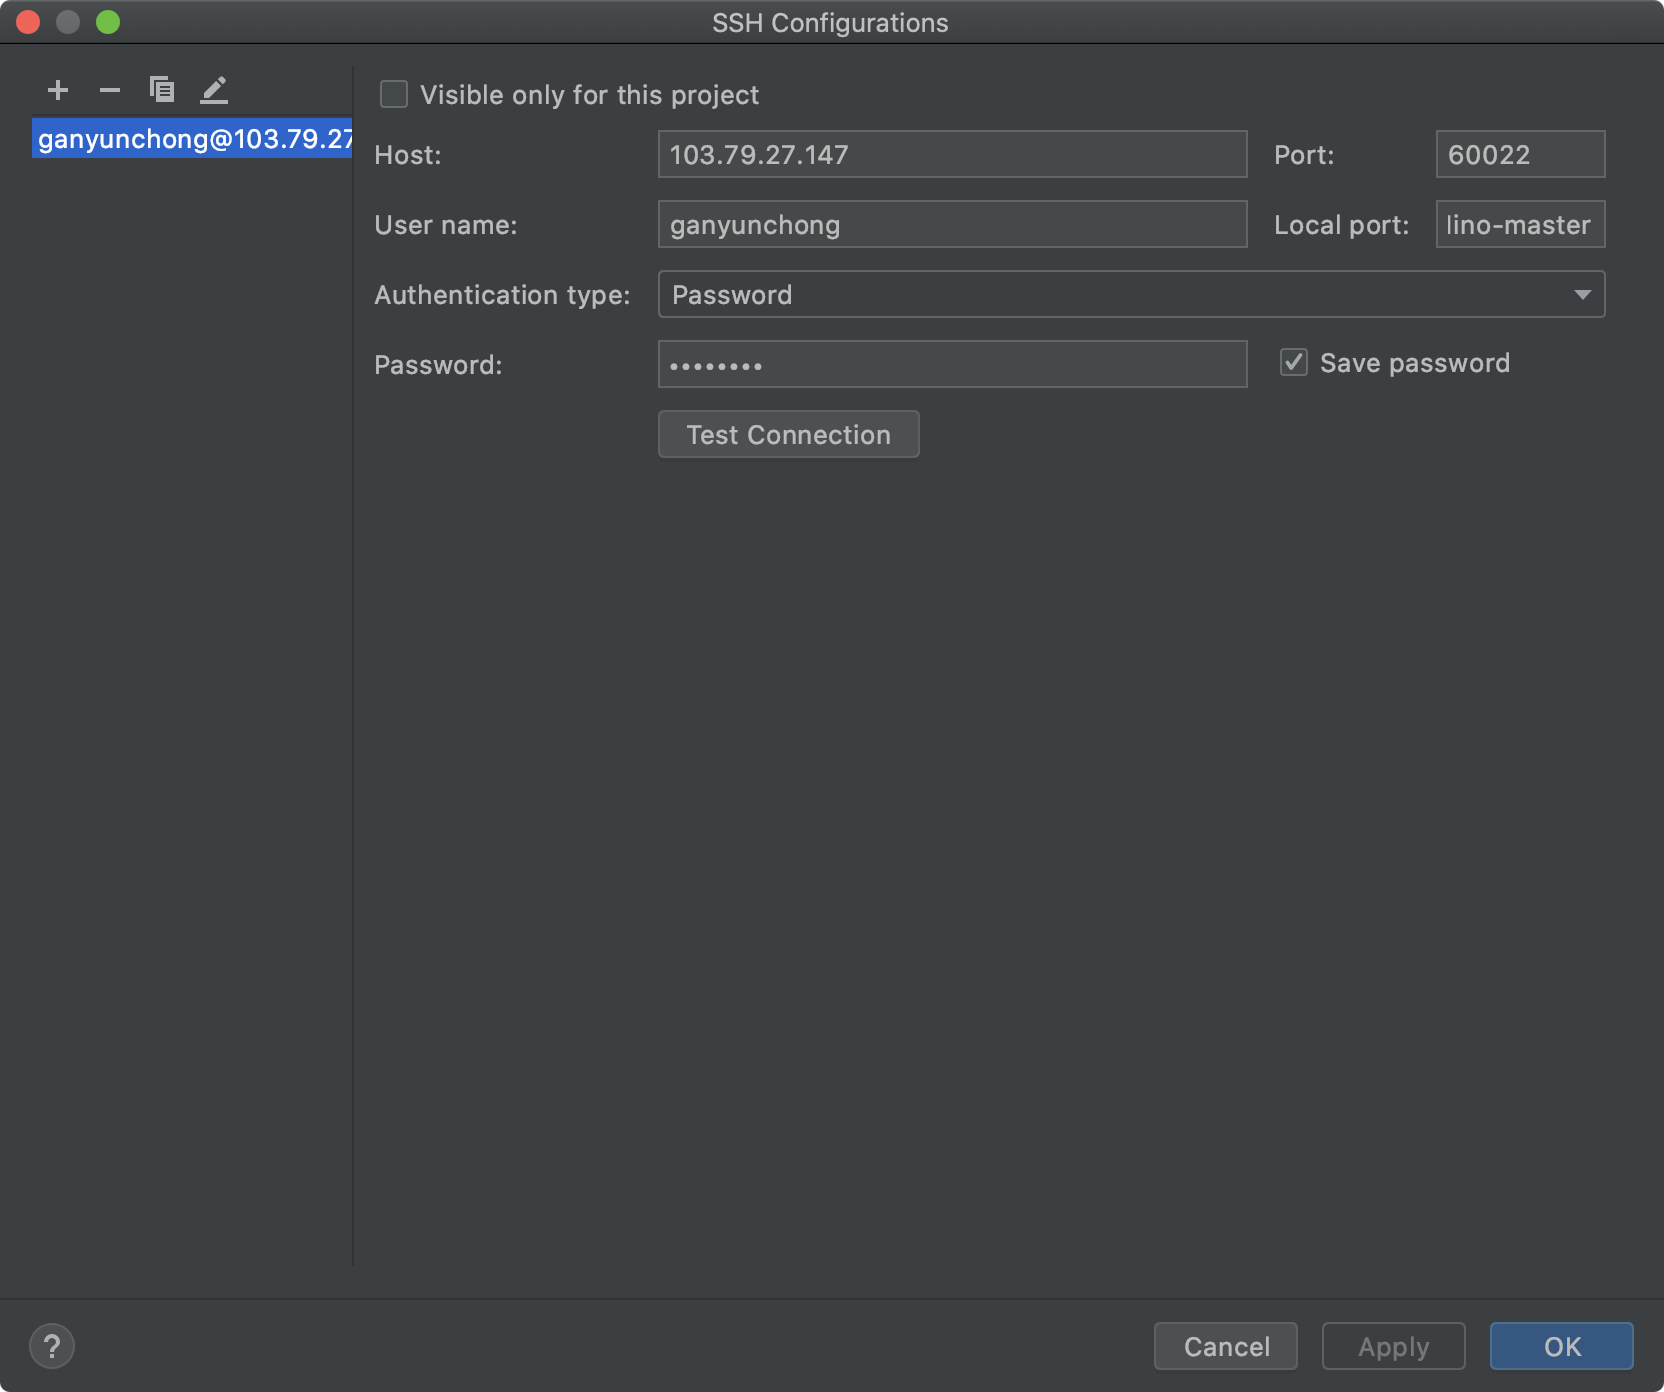 SSH Configurations
ganyunchong@103.79.27
Visible only for this project
Host: 103.79.27.147 Port: 60022
User name: ganyunchong Local port: lino-master
Authentication type: Password
Password: •••••••• Save password
Test Connection
? Cancel Apply OK